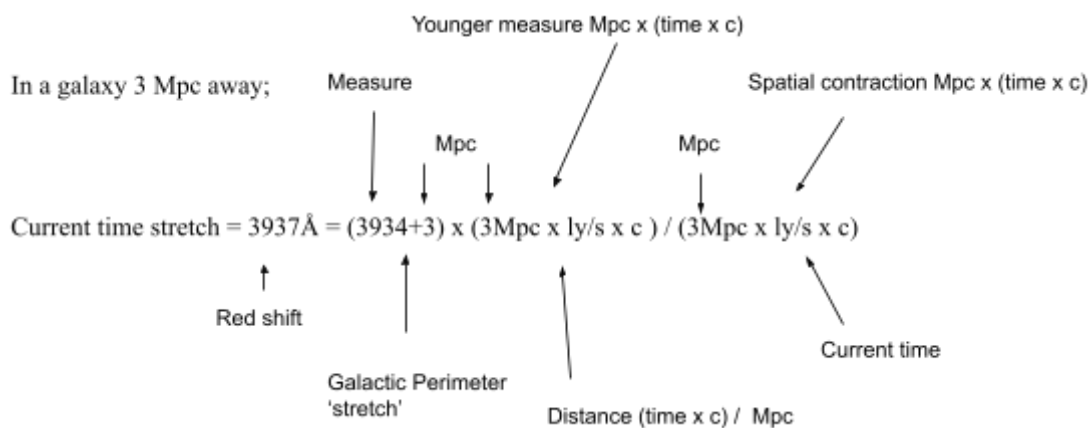 Younger measure Mpc x (time x c)
In a galaxy 3 Mpc away;
Measure
Spatial contraction Mpc x (time x c)
Mpc
Mpc
Current time stretch = 3937Å = (3934+3) x (3Mpc x ly/s x c ) / (3Mpc x ly/s x c)
Red shift
Current time
Galactic Perimeter
‘stretch’
Distance (time x c) /  Mpc